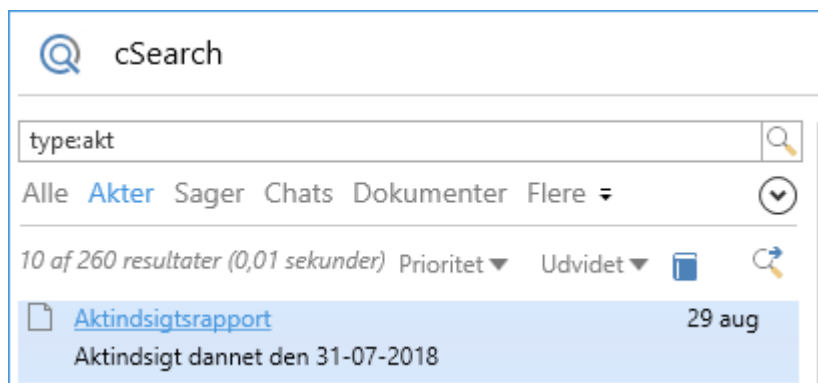 cSearch
type:akt
Alle Akter Sager Chats Dokumenter Flere
10 af 260 resultater (0,01 sekunder) Prioritet Udvidet
Aktindsigtsrapport 29 aug
Aktindsigt dannet den 31-07-2018